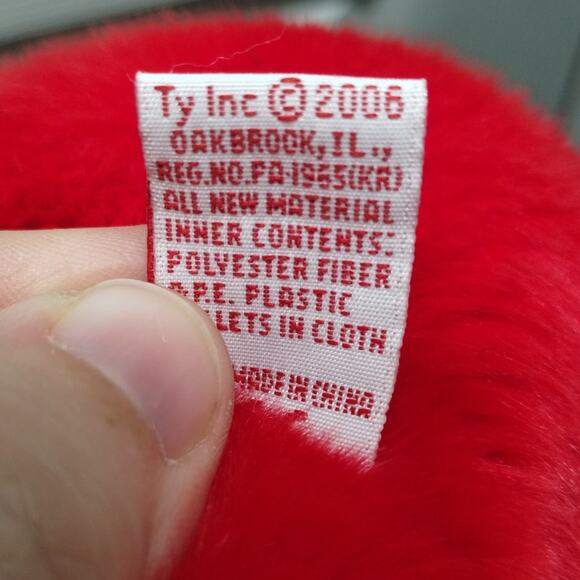 Ty Inc © 2006
OAKBROOK, IL.,
REG.NO.PA-1965(KR)
ALL NEW MATERIAL
INNER CONTENTS:
POLYESTER FIBER
P.E. PLASTIC
LETS IN CLOTH
MADE IN CHINA